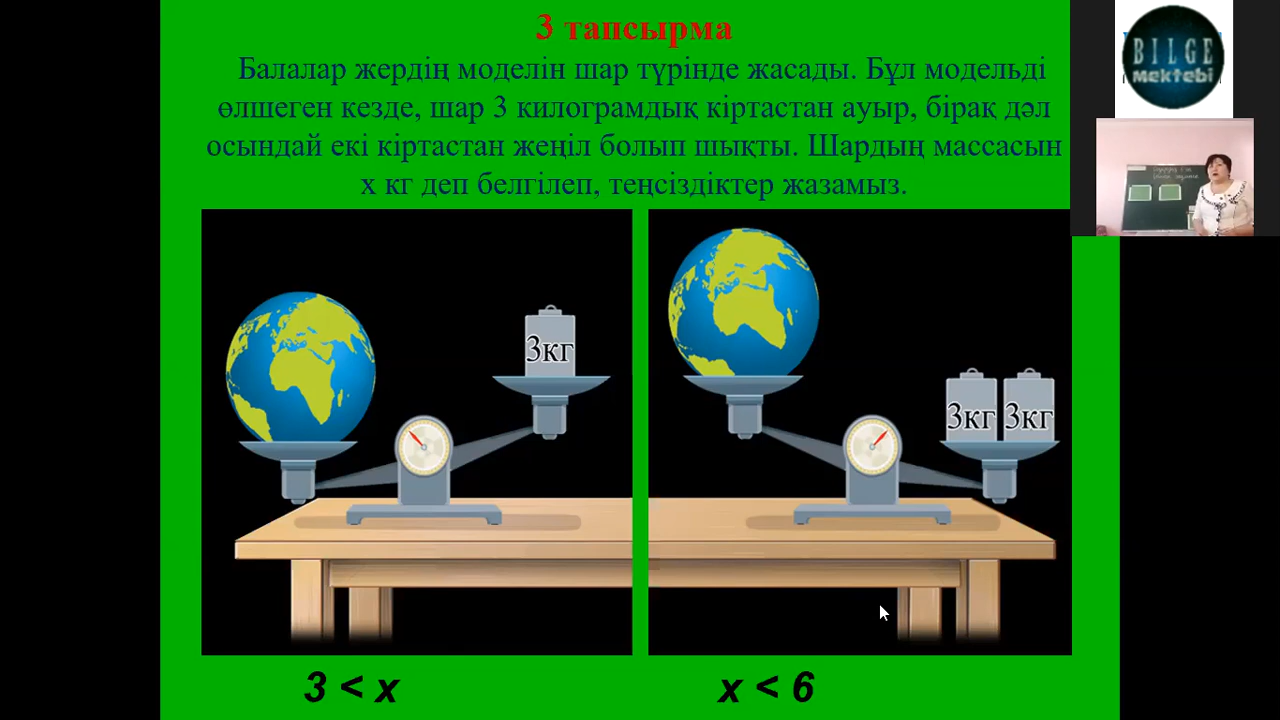 3 тапсырма
Балалар жердің моделін шар түрінде жасады. Бұл модельді
өлшеген кезде, шар 3 килограмдық кіртастан ауыр, бірақ дәл
осындай екі кіртастан жеңіл болып шықты. Шардың массасын
х кг деп белгілеп, теңсіздіктер жазамыз.
3кг
3кг 3кг
3 < x
x < 6
BILGE
мектебі